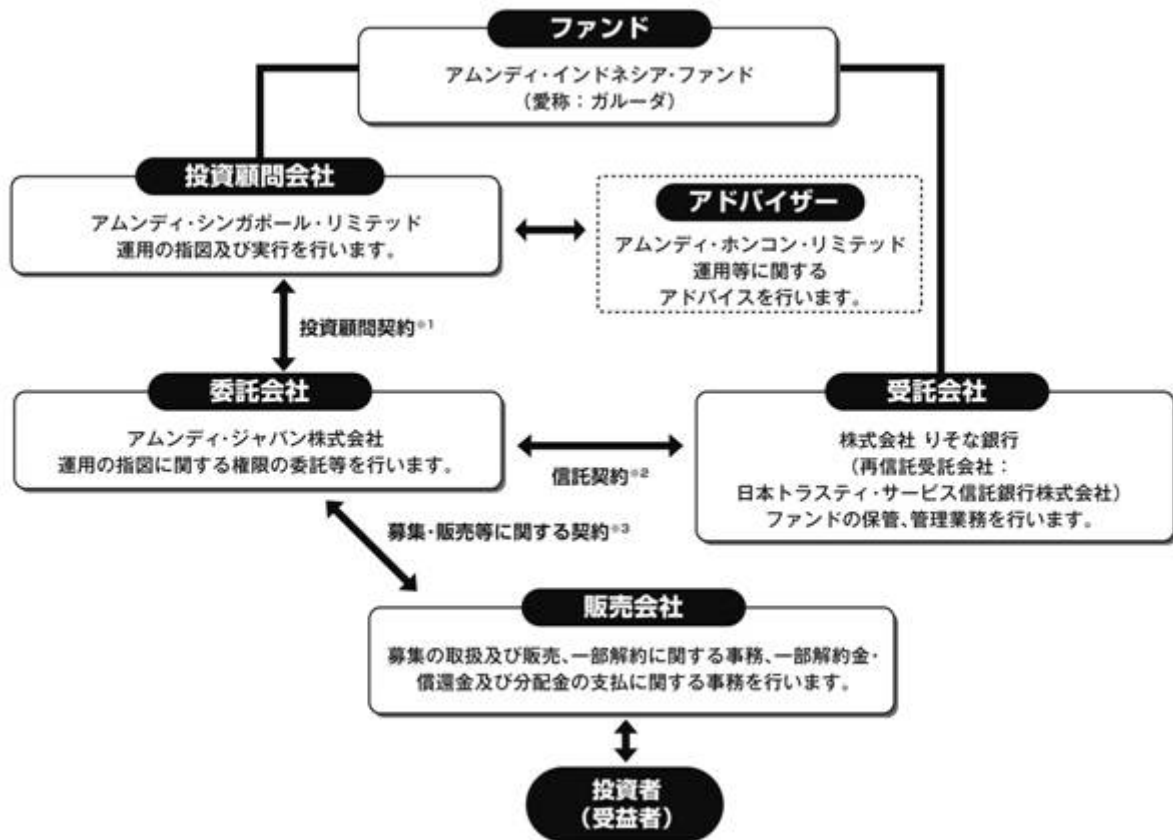 ファンド
アムンディ・インドネシア・ファンド
（愛称：ガルーダ）
投資顧問会社
アムンディ・シンガポール・リミテッド
運用の指図及び実行を行います。
アドバイザー
アムンディ・ホンコン・リミテッド
運用等に関する
アドバイスを行います。
投資顧問契約※1
委託会社
アムンディ・ジャパン株式会社
運用の指図に関する権限の委託等を行います。
信託契約※2
受託会社
株式会社 りそな銀行
（再信託受託会社：
日本トラスティ・サービス信託銀行株式会社）
ファンドの保管、管理業務を行います。
募集・販売等に関する契約※3
販売会社
募集の取扱及び販売、一部解約に関する事務、一部解約金・
償還金及び分配金の支払に関する事務を行います。
投資者
（受益者）